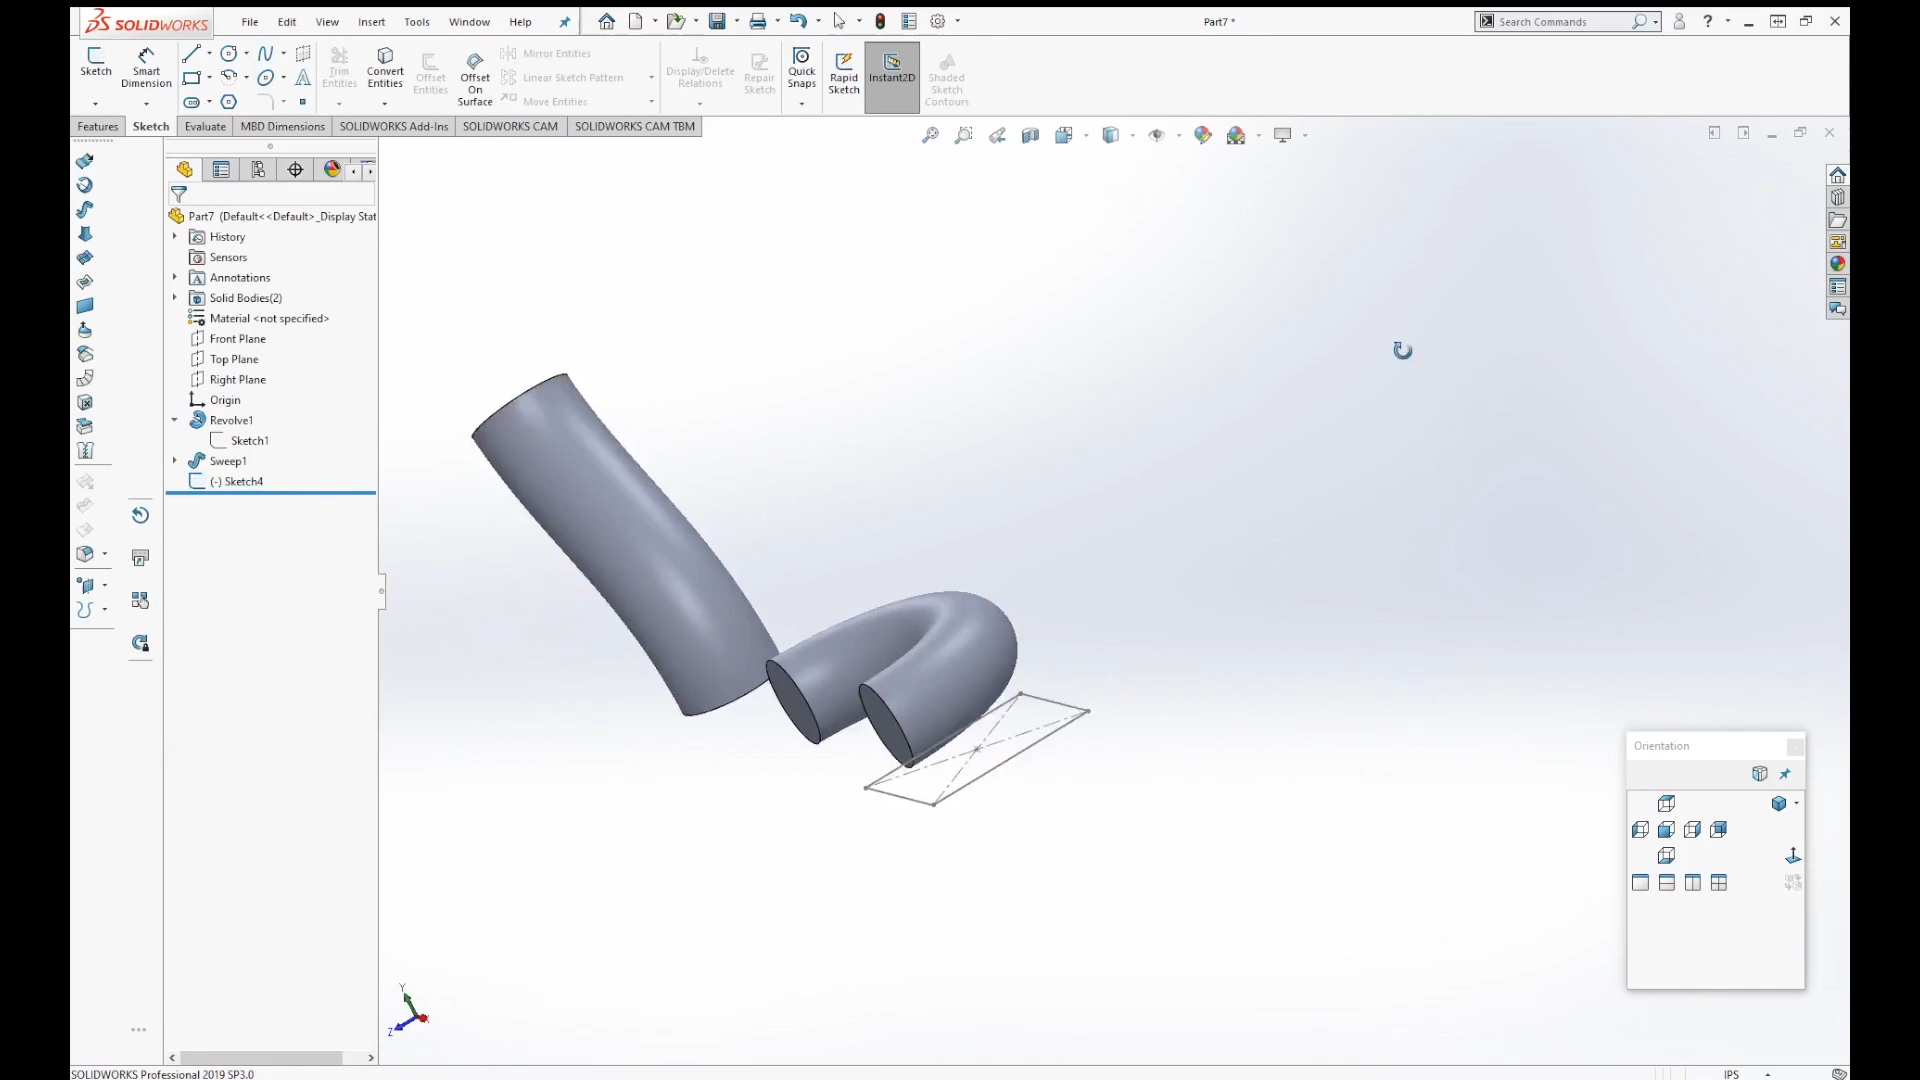 SOLIDWORKS File Edit View Insert Tools Window Help Part7 * Search Commands ?
Sketch Smart Dimension Trim Entities Convert Entities Offset Entities Offset On Surface Mirror Entities Linear Sketch Pattern Move Entities Display/Delete Relations Repair Sketch Quick Snaps Rapid Sketch Instant2D Shaded Sketch Contours
Features Sketch Evaluate MBD Dimensions SOLIDWORKS Add-Ins SOLIDWORKS CAM SOLIDWORKS CAM TBM
Part7 (Default<<Default>_Display Stat
History
Sensors
Annotations
Solid Bodies(2)
Material <not specified>
Front Plane
Top Plane
Right Plane
Origin
Revolve1
Sketch1
Sweep1
(-) Sketch4
Orientation
Y
Z X
SOLIDWORKS Professional 2019 SP3.0 IPS